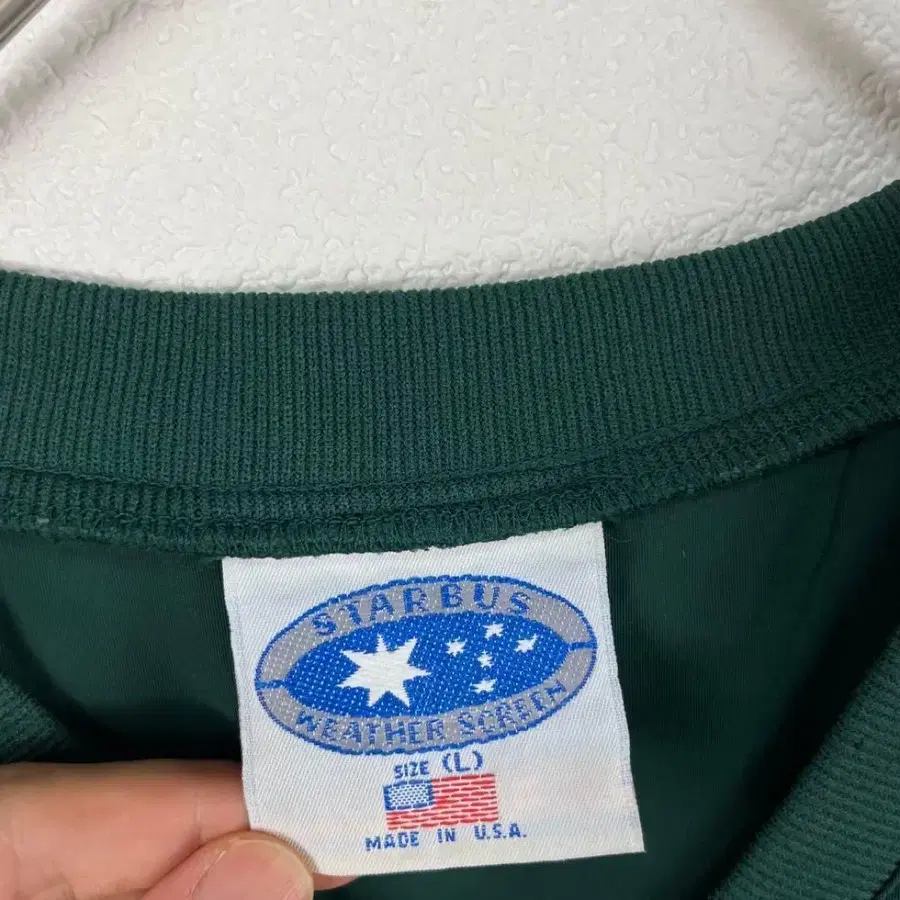 STARBUS
WEATHER SCREEN
SIZE (L)
MADE IN U.S.A.